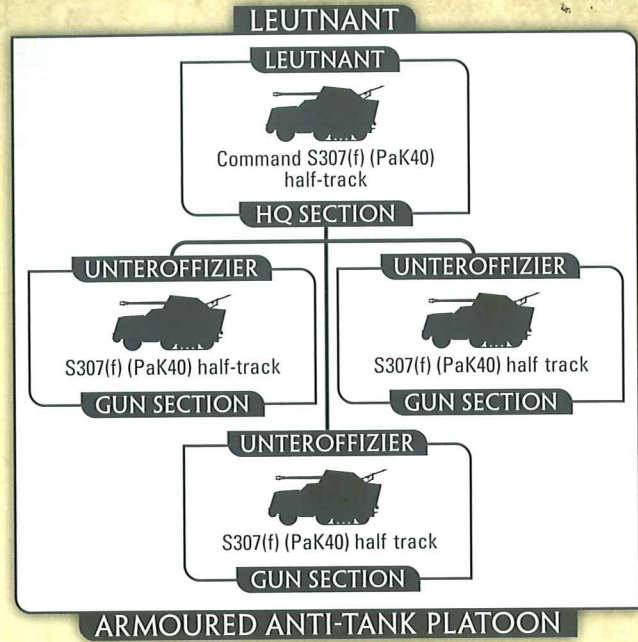 LEUTNANT
LEUTNANT
Command S307(f) (PaK40)
half-track
HQ SECTION
UNTEROFFIZIER
S307(f) (PaK40) half-track
GUN SECTION
UNTEROFFIZIER
S307(f) (PaK40) half track
GUN SECTION
UNTEROFFIZIER
S307(f) (PaK40) half track
GUN SECTION
ARMOURED ANTI-TANK PLATOON